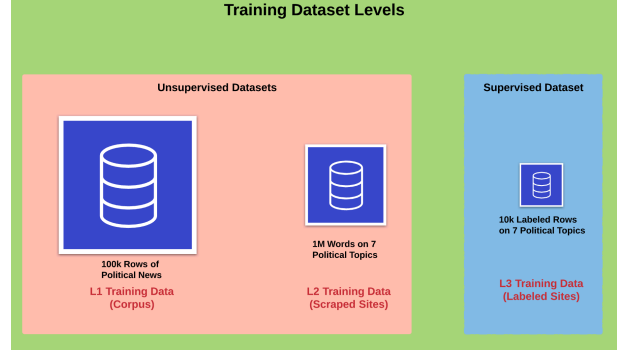 Training Dataset Levels
Unsupervised Datasets
Supervised Dataset
100k Rows of
Political News
L1 Training Data
(Corpus)
1M Words on 7
Political Topics
L2 Training Data
(Scraped Sites)
10k Labeled Rows
on 7 Political Topics
L3 Training Data
(Labeled Sites)